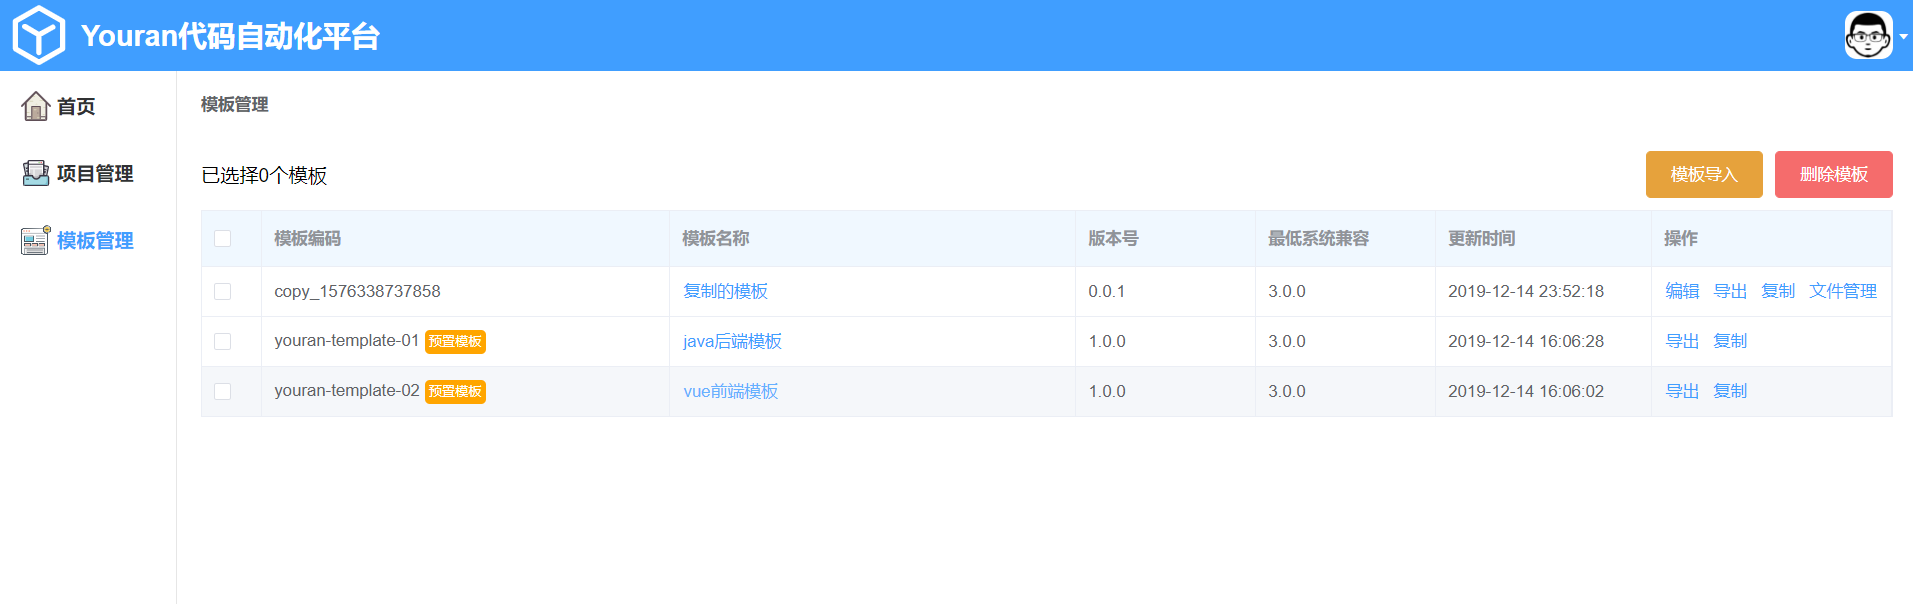 Youran代码自动化平台
首页
项目管理
模板管理
模板管理
已选择0个模板
模板导入 删除模板
模板编码 模板名称 版本号 最低系统兼容 更新时间 操作
copy_1576338737858 复制的模板 0.0.1 3.0.0 2019-12-14 23:52:18 编辑 导出 复制 文件管理
youran-template-01 预置模板 java后端模板 1.0.0 3.0.0 2019-12-14 16:06:28 导出 复制
youran-template-02 预置模板 vue前端模板 1.0.0 3.0.0 2019-12-14 16:06:02 导出 复制